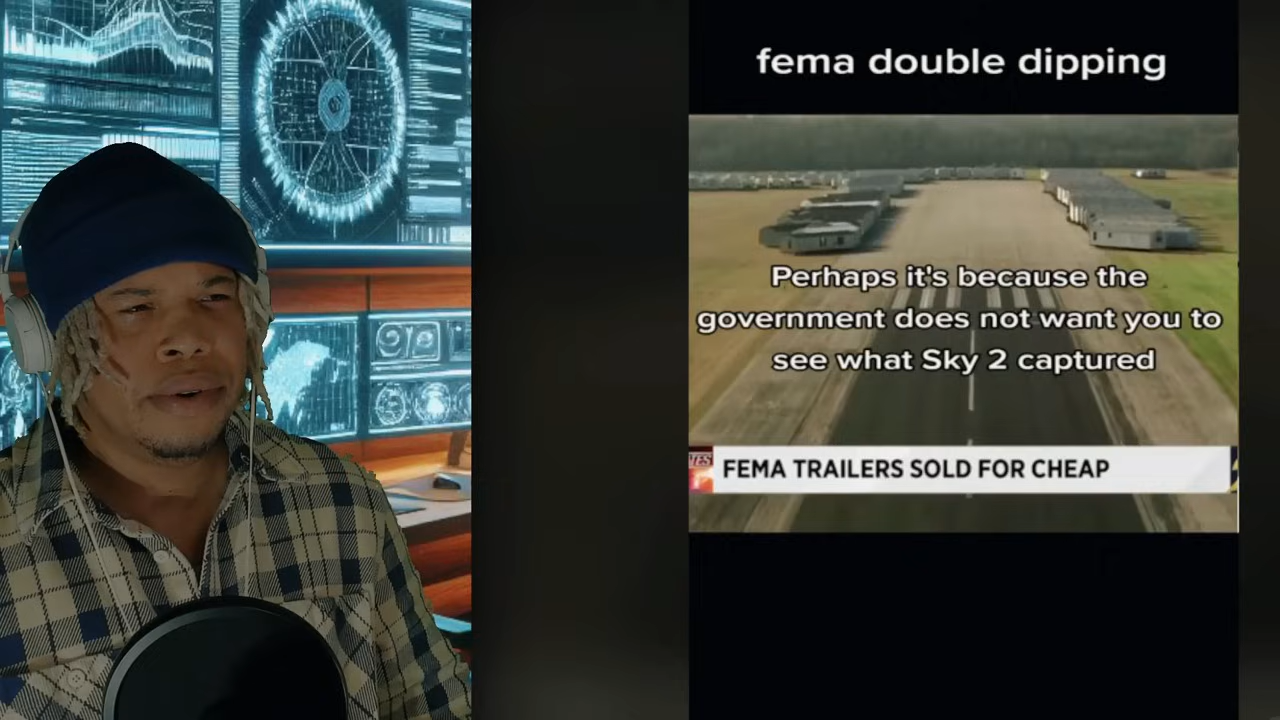 fema double dipping
Perhaps it's because the
government does not want you to
see what Sky 2 captured
FEMA TRAILERS SOLD FOR CHEAP